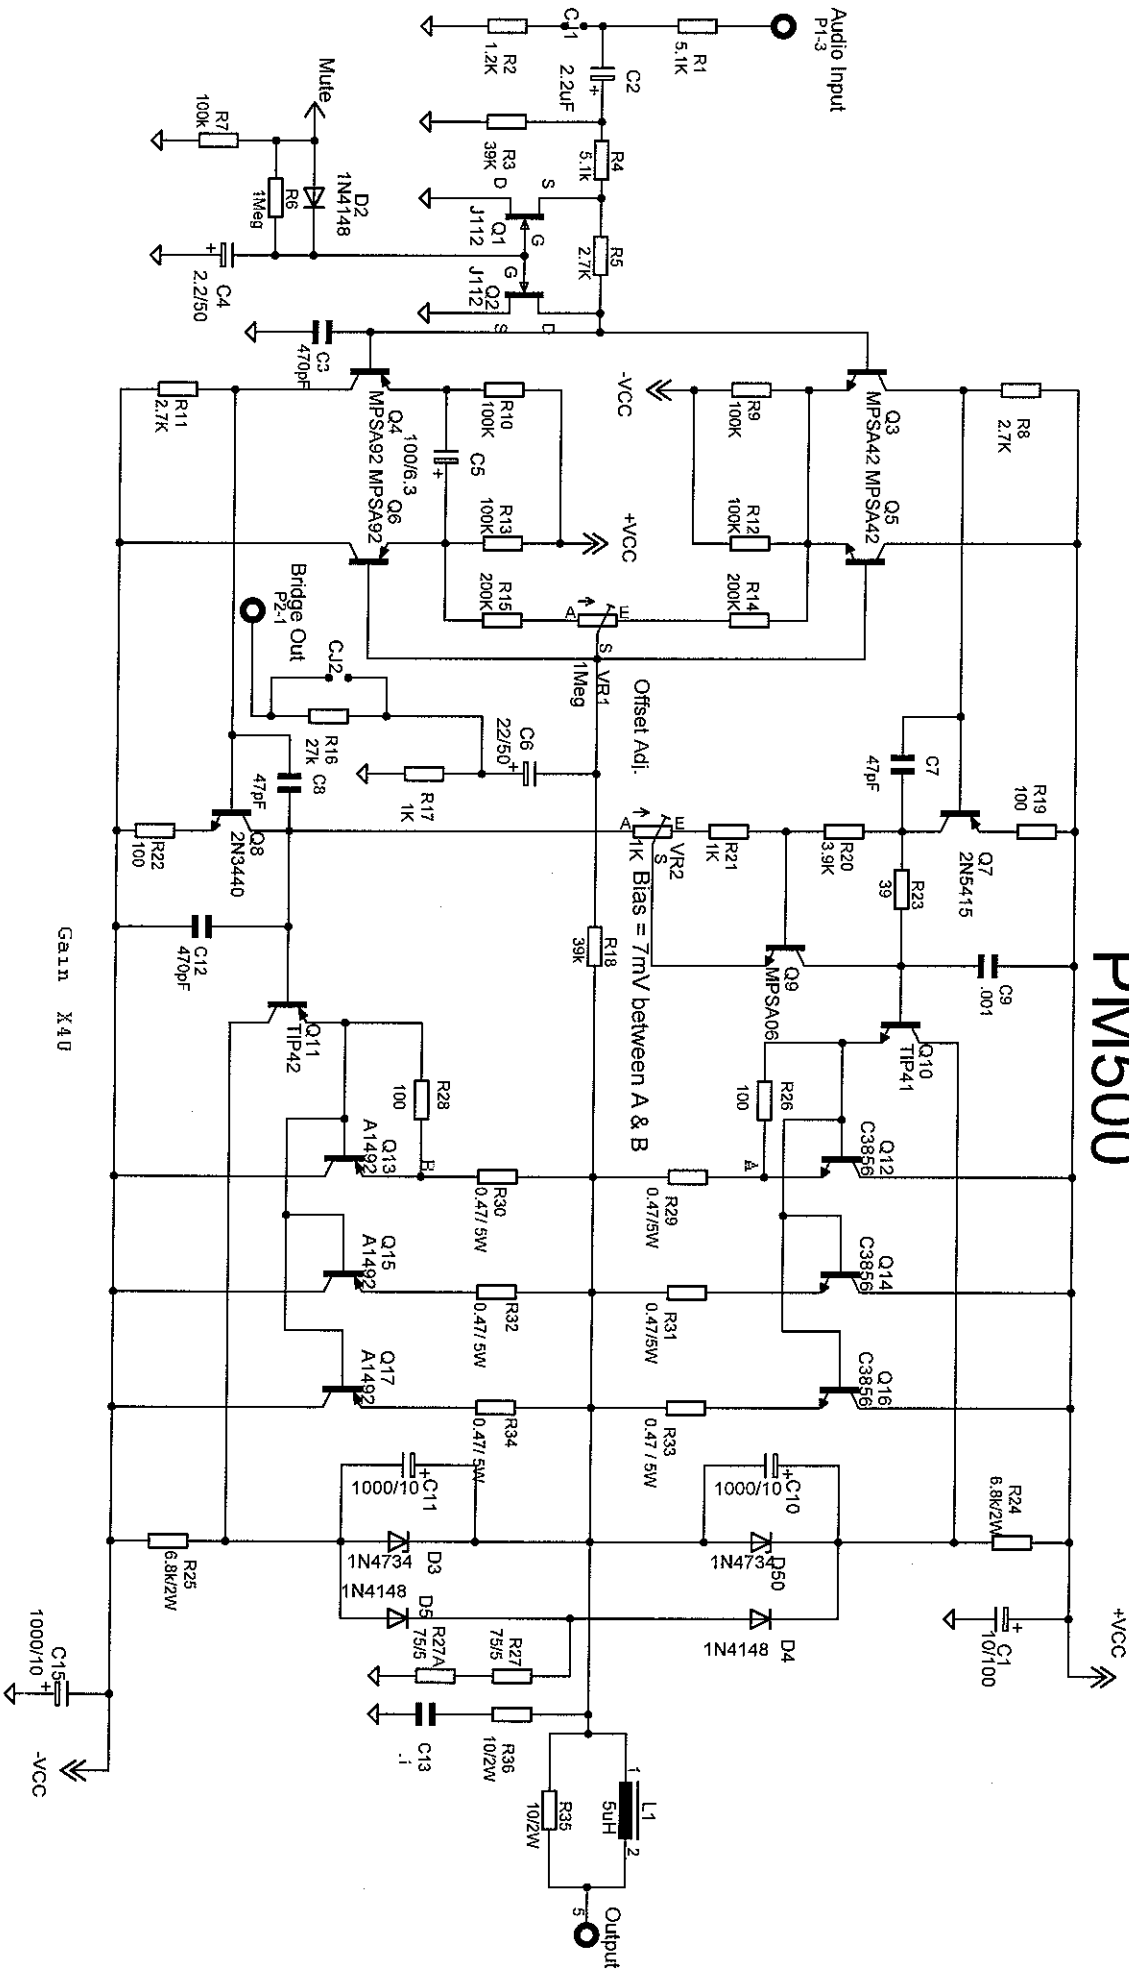 PM500
Audio Input
P1-3
R1
5.1K
CJ1
R2
1.2K
C2
2.2uF
+
R3
39K
R4
5.1k
Mute
R7
100k
R6
1Meg
D2
1N4148
C4
2.2/50
+
D
S
Q1
J112
G
G
Q2
J112
S
D
R5
2.7K
C3
470pF
R11
2.7K
Q4
MPSA92
R10
100K
C5
100/6.3
+
Q6
MPSA92
R13
100K
+VCC
R15
200K
-VCC
R9
100K
Q3
MPSA42
R8
2.7K
R12
100K
Q5
MPSA42
R14
200K
A
E
S
VR1
1Meg
Offset Adj.
Bridge Out
P2-1
CJ2
R16
27k
C6
22/50
+
R17
1K
C8
47pF
Q8
2N3440
R22
100
C12
470pF
C7
47pF
R19
100
Q7
2N5415
R20
3.9K
R21
1K
A
E
S
VR2
1K
Bias = 7mV between A & B
R23
39
Q9
MPSA06
C9
.001
R18
39k
Q10
TIP41
Q11
TIP42
R26
100
R28
100
A
B
Q12
C3856
Q13
A1492
R29
0.47/5W
R30
0.47/ 5W
Q14
C3856
Q15
A1492
R31
0.47/5W
R32
0.47/ 5W
Q16
C3856
Q17
A1492
R33
0.47 / 5W
R34
0.47/ 5W
C10
1000/10
+
C11
1000/10
+
D50
1N4734
D3
1N4734
D4
1N4148
D5
1N4148
R24
6.8k/2W
R25
6.8k/2W
R27
75/5
R27A
75/5
C1
10/100
+
+VCC
C15
1000/10
+
-VCC
R36
10/2W
C13
.i
L1
5uH
1
2
R35
10/2W
Output
5
Gain X40